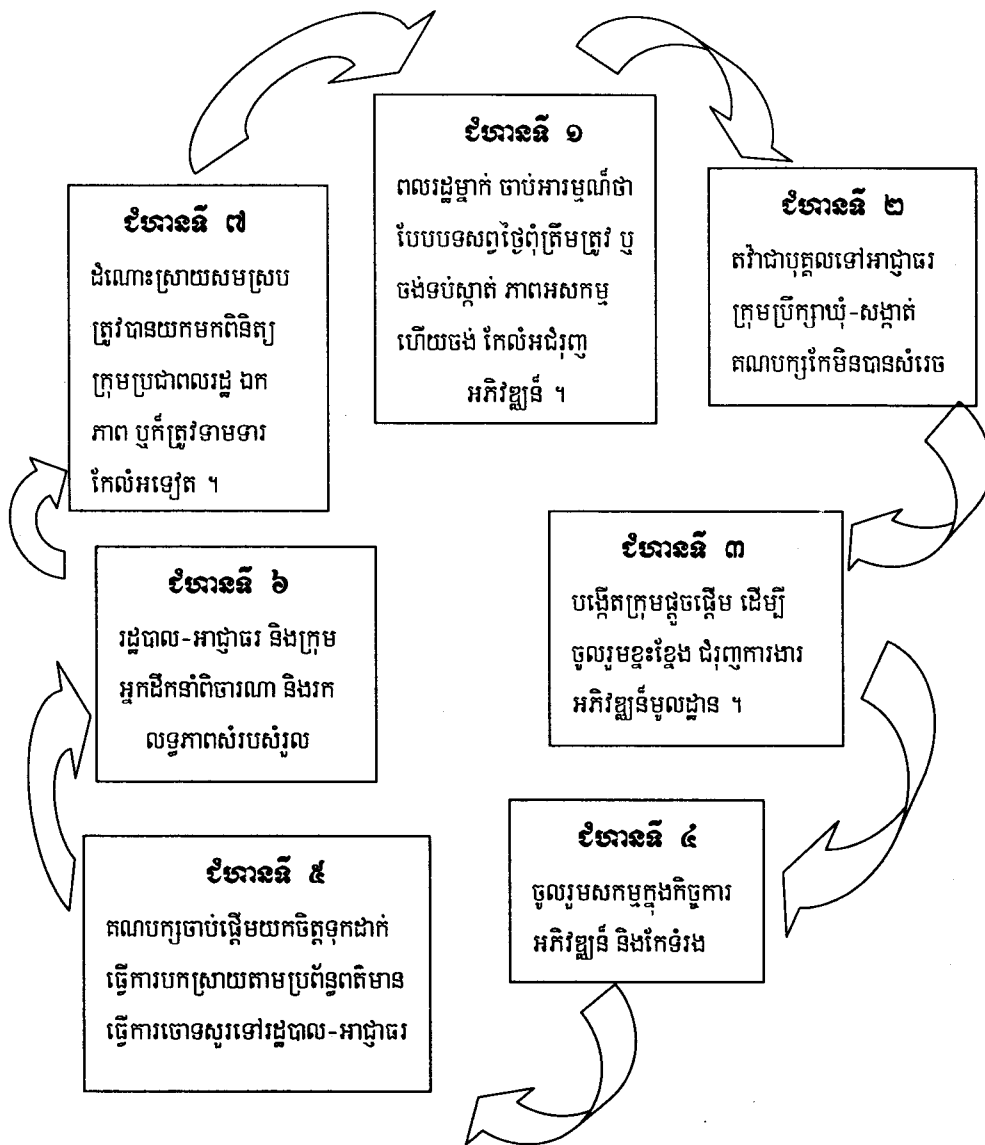 ជំហានទី ១
ពលរដ្ឋម្នាក់ ចាប់អារម្មណ៍ថា
បែបបទសព្វថ្ងៃពុំត្រឹមត្រូវ ឬ
ចង់ទប់ស្កាត់ ភាពអសកម្ម
ហើយចង់ កែលំអជំរុញ
អភិវឌ្ឍន៍ ។
ជំហានទី ២
តវ៉ាជាបុគ្គលទៅអាជ្ញាធរ
ក្រុមប្រឹក្សាឃុំ-សង្កាត់
គណបក្សកែមិនបានសំរេច
ជំហានទី ៣
បង្កើតក្រុមផ្តួចផ្តើម ដើម្បី
ចូលរួមខ្នះខ្នែង ជំរុញការងារ
អភិវឌ្ឍន៍មូលដ្ឋាន ។
ជំហានទី ៤
ចូលរួមសកម្មក្នុងកិច្ចការ
អភិវឌ្ឍន៍ និងកែទំរង
ជំហានទី ៥
គណបក្សចាប់ផ្តើមយកចិត្តទុកដាក់
ធ្វើការបកស្រាយតាមប្រព័ន្ធពត៌មាន
ធ្វើការចោទសួរទៅរដ្ឋបាល-អាជ្ញាធរ
ជំហានទី ៦
រដ្ឋបាល-អាជ្ញាធរ និងក្រុម
អ្នកដឹកនាំពិចារណា និងរក
លទ្ធភាពសំរបសំរួល
ជំហានទី ៧
ដំណោះស្រាយសមស្រប
ត្រូវបានយកមកពិនិត្យ
ក្រុមប្រជាពលរដ្ឋ ឯក
ភាព ឬក៏ត្រូវទាមទារ
កែលំអទៀត ។